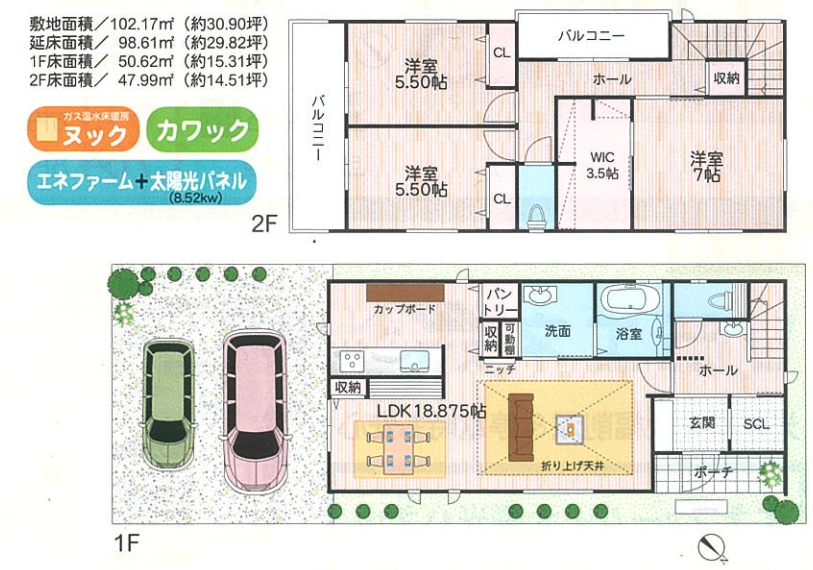 敷地面積／102.17㎡（約30.90坪）
延床面積／ 98.61㎡（約29.82坪）
1F床面積／ 50.62㎡（約15.31坪）
2F床面積／ 47.99㎡（約14.51坪）
ガス温水床暖房
ヌック
カワック
エネファーム+太陽光パネル
(8.52kw)
2F
バルコニー
洋室
5.50帖
CL
バルコニー
ホール
収納
洋室
5.50帖
CL
WIC
3.5帖
洋室
7帖
カップボード
パン
トリー
収納
可動棚
洗面
浴室
ニッチ
ホール
収納
LDK18.875帖
折り上げ天井
玄関
SCL
ポーチ
1F